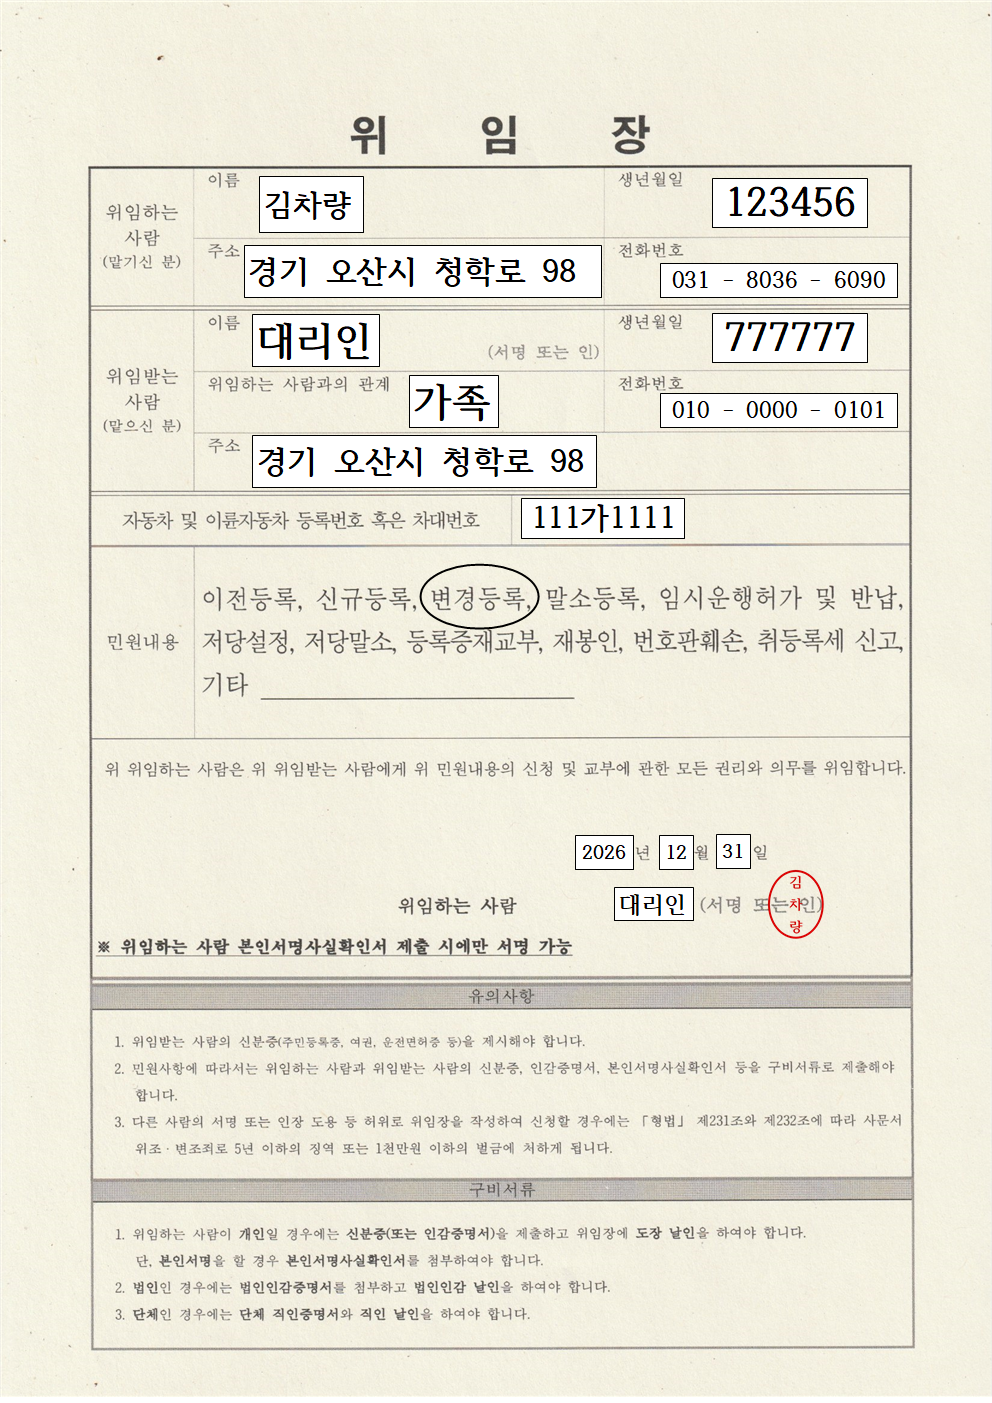 위 임 장
위임하는
사람
(맡기신 분)
이름 김차량
생년월일 123456
주소 경기 오산시 청학로 98
전화번호 031 - 8036 - 6090
위임받는
사람
(맡으신 분)
이름 대리인 (서명 또는 인)
생년월일 777777
위임하는 사람과의 관계 가족
전화번호 010 - 0000 - 0101
주소 경기 오산시 청학로 98
자동차 및 이륜자동차 등록번호 혹은 차대번호 111가1111
민원내용
이전등록, 신규등록, 변경등록, 말소등록, 임시운행허가 및 반납,
저당설정, 저당말소, 등록증재교부, 재봉인, 번호판훼손, 취등록세 신고,
기타
위 위임하는 사람은 위 위임받는 사람에게 위 민원내용의 신청 및 교부에 관한 모든 권리와 의무를 위임합니다.
2026 년 12 월 31 일
위임하는 사람 대리인 (서명 또는 인)
김
차
량
※ 위임하는 사람 본인서명사실확인서 제출 시에만 서명 가능
유의사항
1. 위임받는 사람의 신분증(주민등록증, 여권, 운전면허증 등)을 제시해야 합니다.
2. 민원사항에 따라서는 위임하는 사람과 위임받는 사람의 신분증, 인감증명서, 본인서명사실확인서 등을 구비서류로 제출해야
합니다.
3. 다른 사람의 서명 또는 인장 도용 등 허위로 위임장을 작성하여 신청할 경우에는 「형법」 제231조와 제232조에 따라 사문서
위조·변조죄로 5년 이하의 징역 또는 1천만원 이하의 벌금에 처하게 됩니다.
구비서류
1. 위임하는 사람이 개인일 경우에는 신분증(또는 인감증명서)을 제출하고 위임장에 도장 날인을 하여야 합니다.
단, 본인서명을 할 경우 본인서명사실확인서를 첨부하여야 합니다.
2. 법인인 경우에는 법인인감증명서를 첨부하고 법인인감 날인을 하여야 합니다.
3. 단체인 경우에는 단체 직인증명서와 직인 날인을 하여야 합니다.